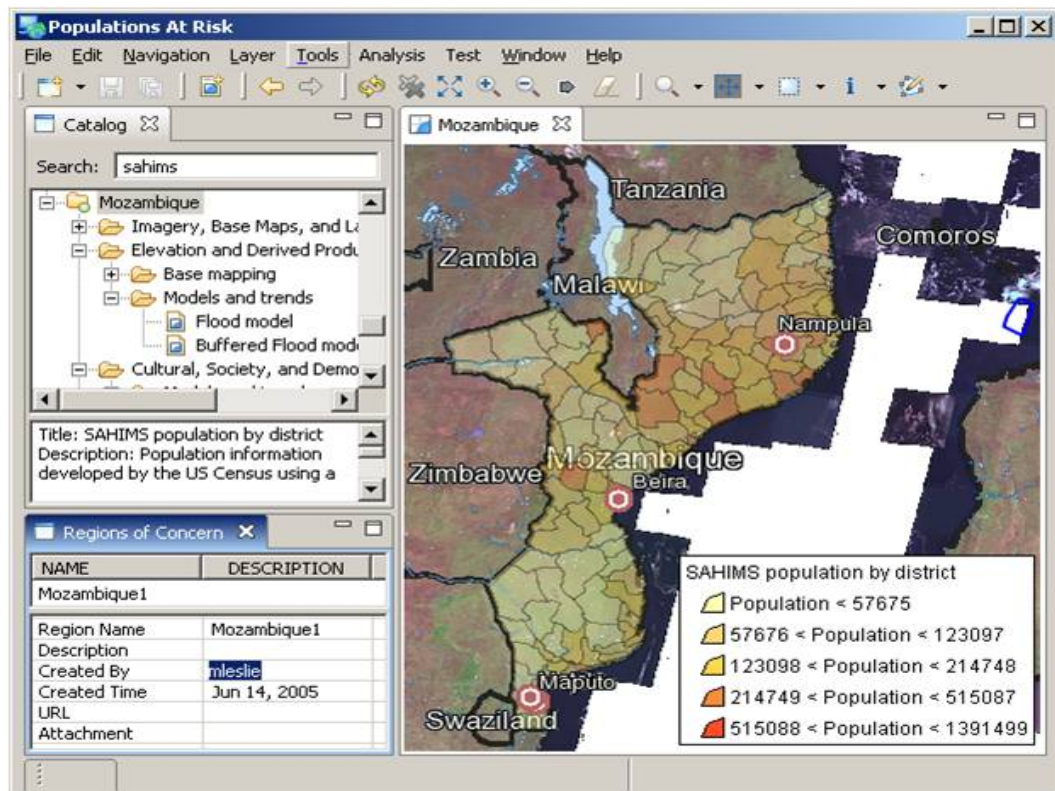 Populations At Risk
File Edit Navigation Layer Tools Analysis Test Window Help
Catalog
Search: sahims
Mozambique
Imagery, Base Maps, and La
Elevation and Derived Produ
Base mapping
Models and trends
Flood model
Buffered Flood mode
Cultural, Society, and Demo
Title: SAHIMS population by district
Description: Population information
developed by the US Census using a
Regions of Concern
NAME DESCRIPTION
Mozambique1
Region Name Mozambique1
Description
Created By mleslie
Created Time Jun 14, 2005
URL
Attachment
Mozambique
Tanzania
Comoros
Zambia
Malawi
Nampula
Mozambique
Zimbabwe
Beira
Maputo
Swaziland
SAHIMS population by district
Population < 57675
57676 < Population < 123097
123098 < Population < 214748
214749 < Population < 515087
515088 < Population < 1391499